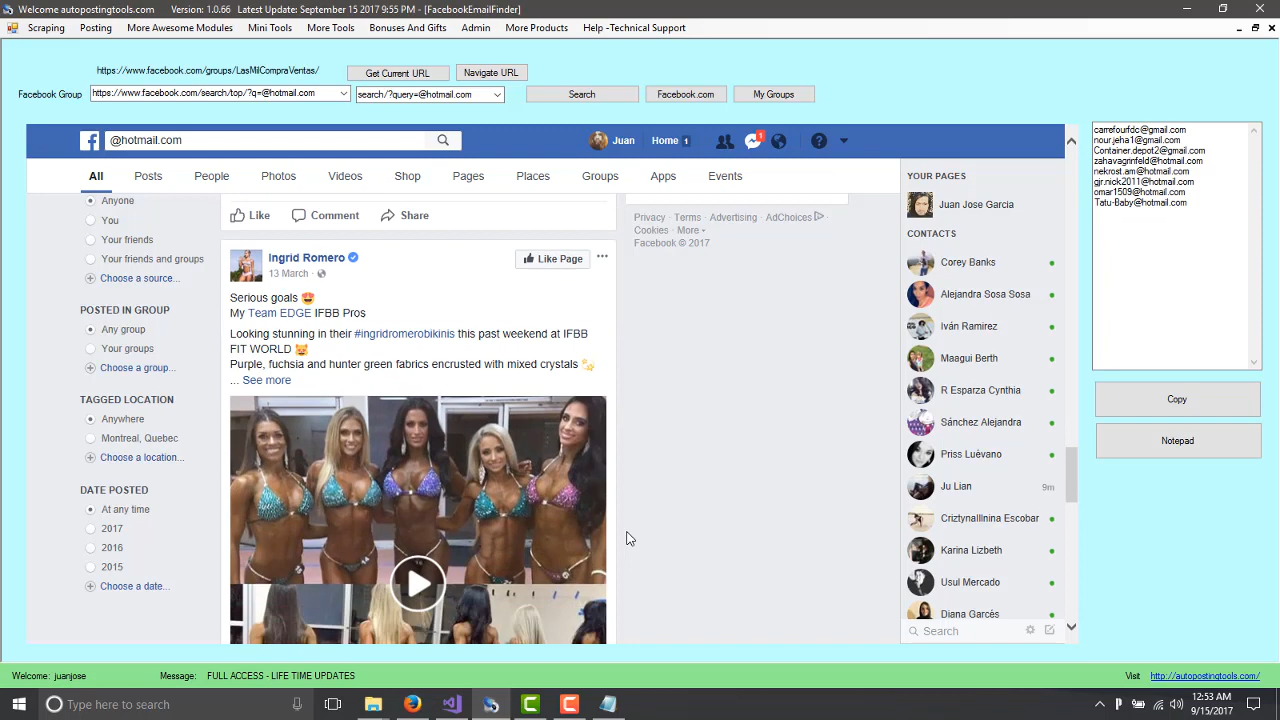 Welcome autopostingtools.com Version: 1.0.66 Update: September 15 2017 9:55 PM - [FacebookEmailFinder]
Scraping Posting More Awesome Modules Mini Tools More Tools Bonuses And Gifts Admin More Products Help -Technical Support
https://www.facebook.com/groups/LasMilCompraVentas/ Get Current URL Navigate URL
Facebook Group https://www.facebook.com/search/top/?q=@hotmail.com search/?query=@hotmail.com Search Facebook.com My Groups
@hotmail.com Juan Home 1 1
All Posts People Photos Videos Shop Pages Places Groups Apps Events
Anyone
You
Your friends
Your friends and groups
Choose a source...
POSTED IN GROUP
Any group
Your groups
Choose a group...
TAGGED LOCATION
Anywhere
Montreal, Quebec
Choose a location...
DATE POSTED
At any time
2017
2016
2015
Choose a date...
Like Comment Share
Ingrid Romero
13 March ·
Like Page
Serious goals 😍
My Team EDGE IFBB Pros
Looking stunning in their #ingridromerobikinis this past weekend at IFBB
FIT WORLD 😺
Purple, fuchsia and hunter green fabrics encrusted with mixed crystals ✨
... See more
Privacy · Terms · Advertising · AdChoices ·
Cookies · More
Facebook © 2017
YOUR PAGES
Juan Jose Garcia
CONTACTS
Corey Banks
Alejandra Sosa Sosa
Iván Ramirez
Maagui Berth
R Esparza Cynthia
Sánchez Alejandra
Priss Luévano
Ju Lian 9m
CriztynaIlnina Escobar
Karina Lizbeth
Usul Mercado
Diana Garcés
Search
carrefourfdc@gmail.com
nour.jeha1@gmail.com
Container.depot2@gmail.com
zahavagrinfeld@hotmail.com
nekrost.am@hotmail.com
gjr.nick2011@hotmail.com
omar1509@hotmail.com
Tatu-Baby@hotmail.com
Copy
Notepad
Welcome: juanjose Message: FULL ACCESS - LIFE TIME UPDATES Visit http://autopostingtools.com/
Type here to search
12:53 AM
9/15/2017